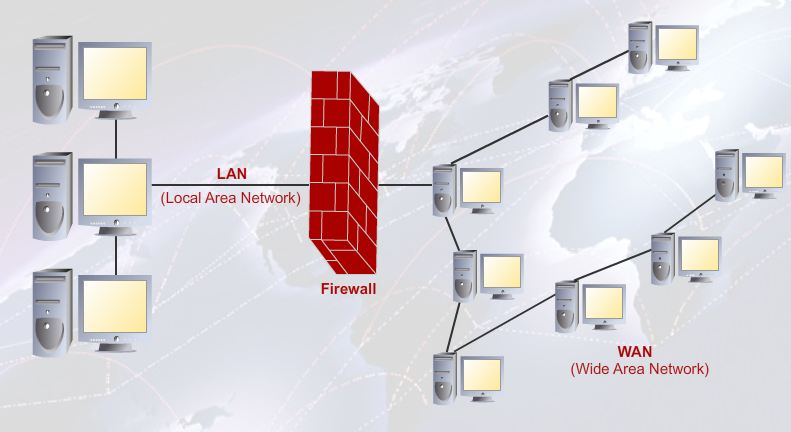 LAN
(Local Area Network)
Firewall
WAN
(Wide Area Network)